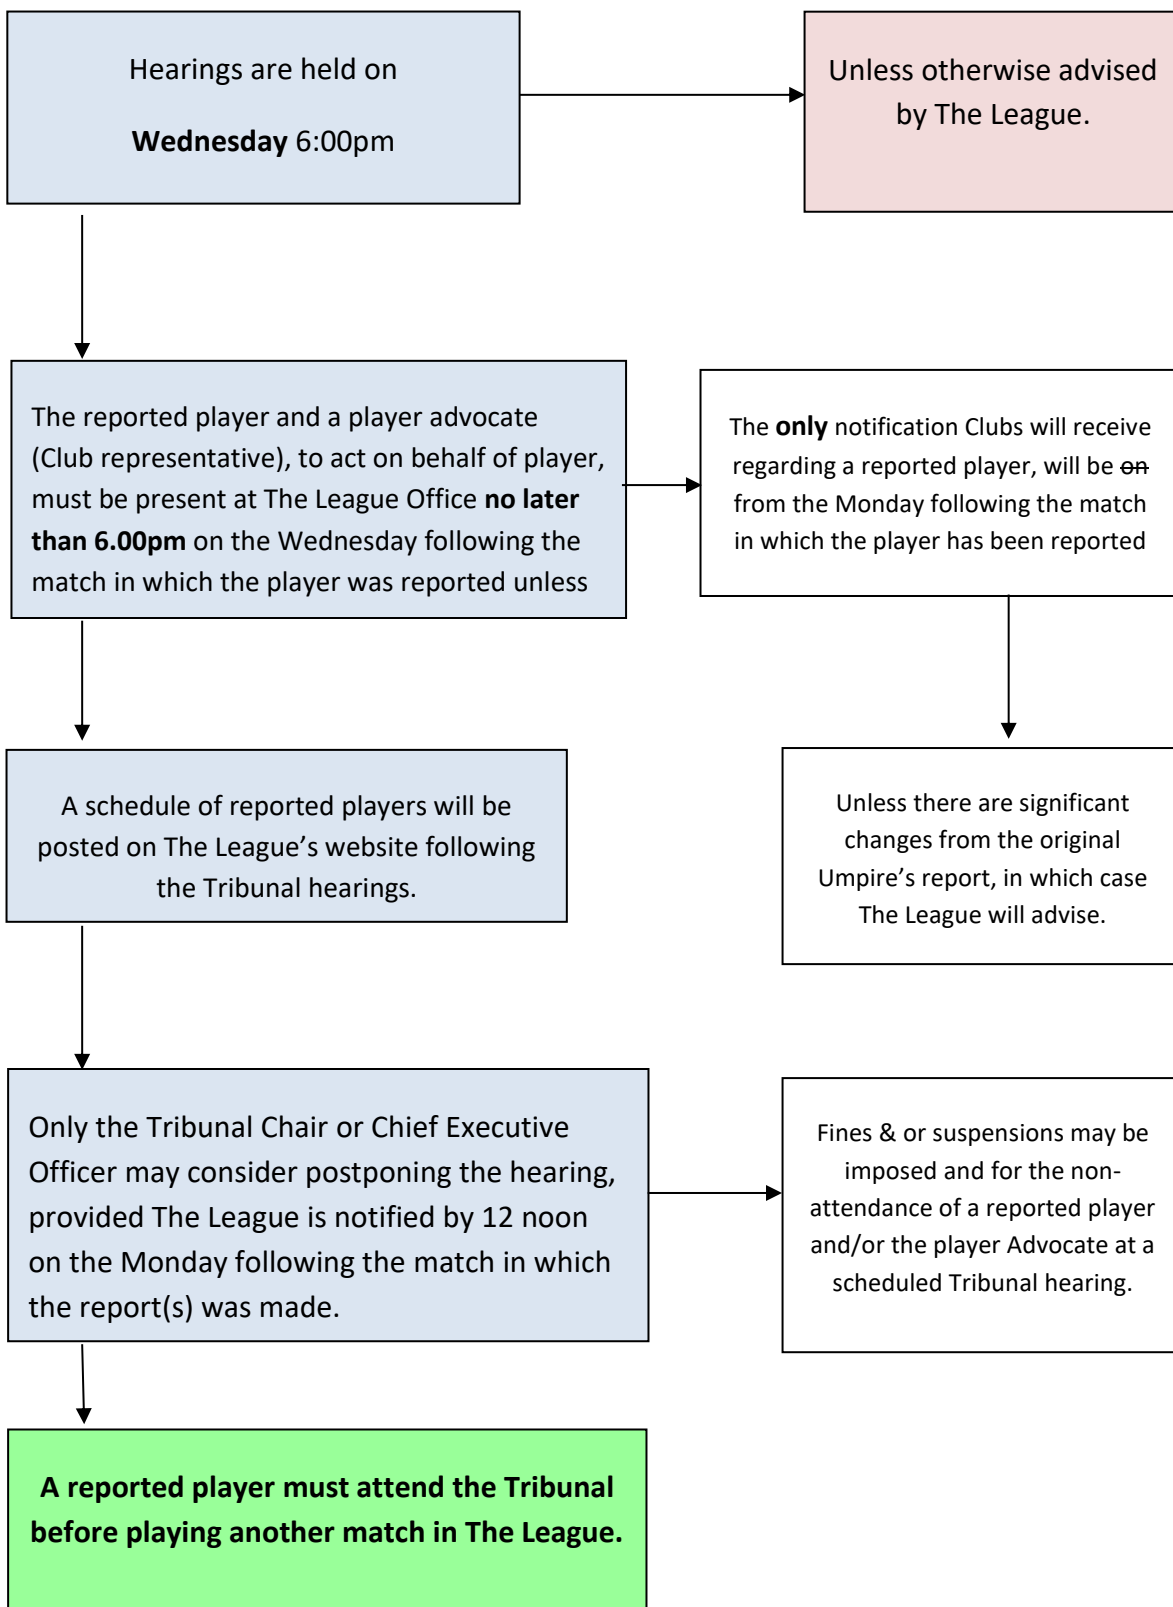 Hearings are held on
Wednesday 6:00pm
Unless otherwise advised
by The League.
The reported player and a player advocate
(Club representative), to act on behalf of player,
must be present at The League Office no later
than 6.00pm on the Wednesday following the
match in which the player was reported unless
The only notification Clubs will receive
regarding a reported player, will be on
from the Monday following the match
in which the player has been reported
A schedule of reported players will be
posted on The League’s website following
the Tribunal hearings.
Unless there are significant
changes from the original
Umpire’s report, in which case
The League will advise.
Only the Tribunal Chair or Chief Executive
Officer may consider postponing the hearing,
provided The League is notified by 12 noon
on the Monday following the match in which
the report(s) was made.
Fines & or suspensions may be
imposed and for the non-
attendance of a reported player
and/or the player Advocate at a
scheduled Tribunal hearing.
A reported player must attend the Tribunal
before playing another match in The League.